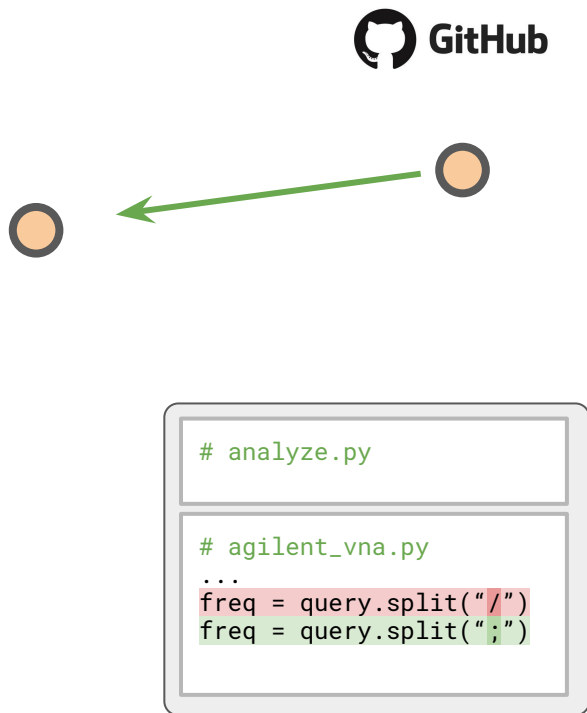 GitHub
# analyze.py
# agilent_vna.py
...
freq = query.split(“/”)
freq = query.split(“;”)